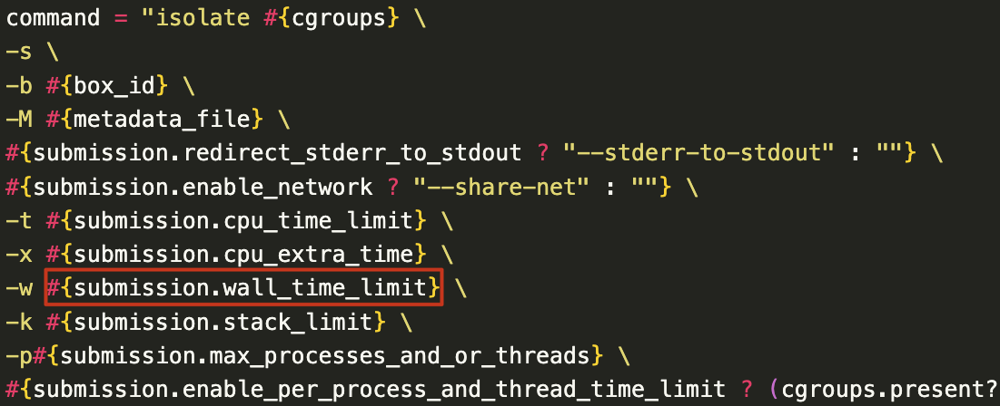 command = "isolate #{cgroups} \
-s \
-b #{box_id} \
-M #{metadata_file} \
#{submission.redirect_stderr_to_stdout ? "--stderr-to-stdout" : ""} \
#{submission.enable_network ? "--share-net" : ""} \
-t #{submission.cpu_time_limit} \
-x #{submission.cpu_extra_time} \
-w #{submission.wall_time_limit} \
-k #{submission.stack_limit} \
-p#{submission.max_processes_and_or_threads} \
#{submission.enable_per_process_and_thread_time_limit ? (cgroups.present?